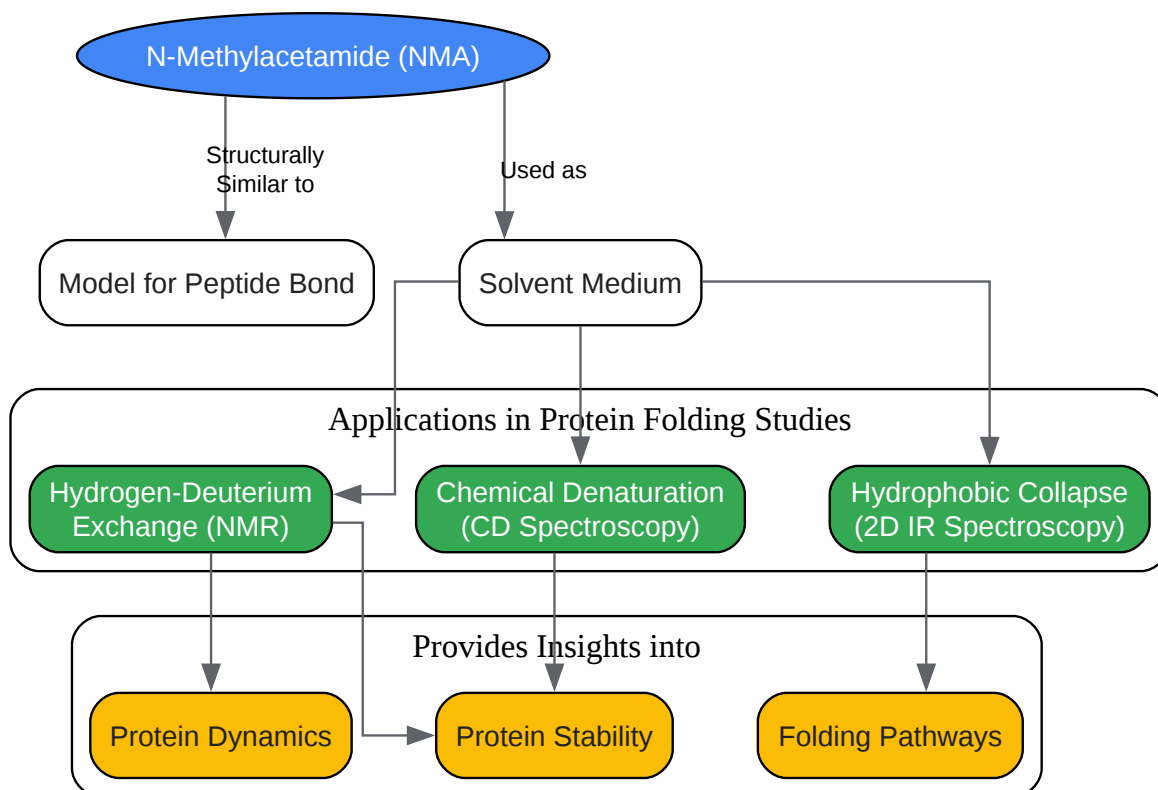 N-Methylacetamide (NMA)
Structurally
Similar to
Used as
Model for Peptide Bond
Solvent Medium
Applications in Protein Folding Studies
Hydrogen-Deuterium
Exchange (NMR)
Chemical Denaturation
(CD Spectroscopy)
Hydrophobic Collapse
(2D IR Spectroscopy)
Provides Insights into
Protein Dynamics
Protein Stability
Folding Pathways